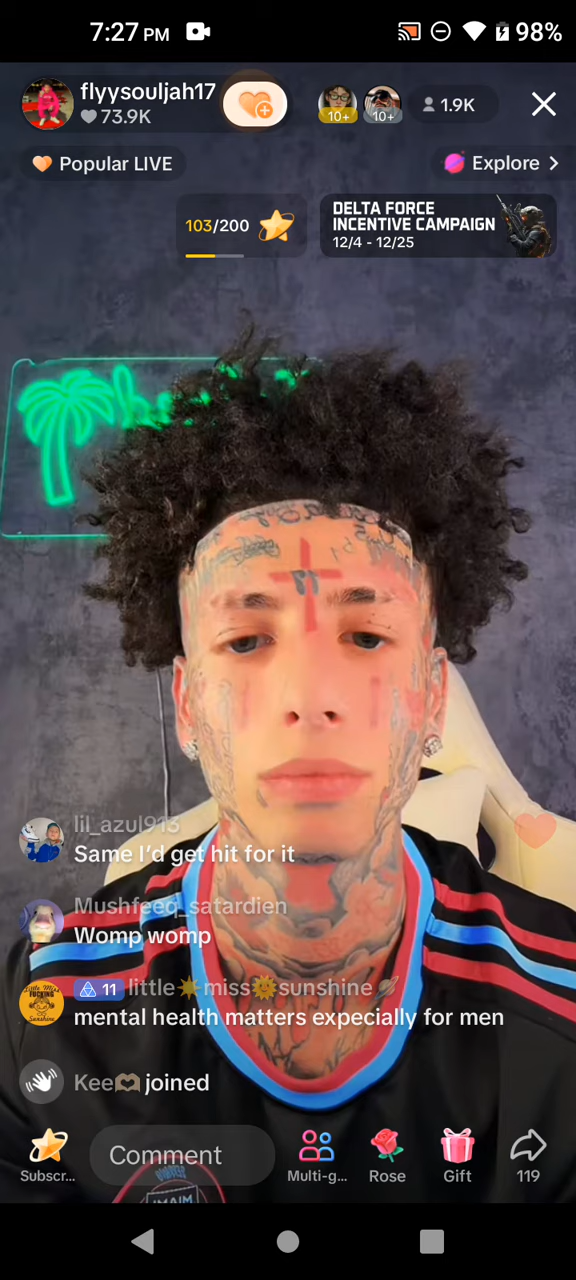 7:27 PM
98%
flyysouljah17
73.9K
10+
10+
1.9K
Popular LIVE
Explore >
103/200
DELTA FORCE
INCENTIVE CAMPAIGN
12/4 - 12/25
lil_azul913
Same I'd get hit for it
Mushfeeq_satardien
Womp womp
11 little☀️miss🌞sunshine🪐
mental health matters expecially for men
Kee🫶🏽 joined
Comment
Subscr...
Multi-g...
Rose
Gift
119
MIAMI